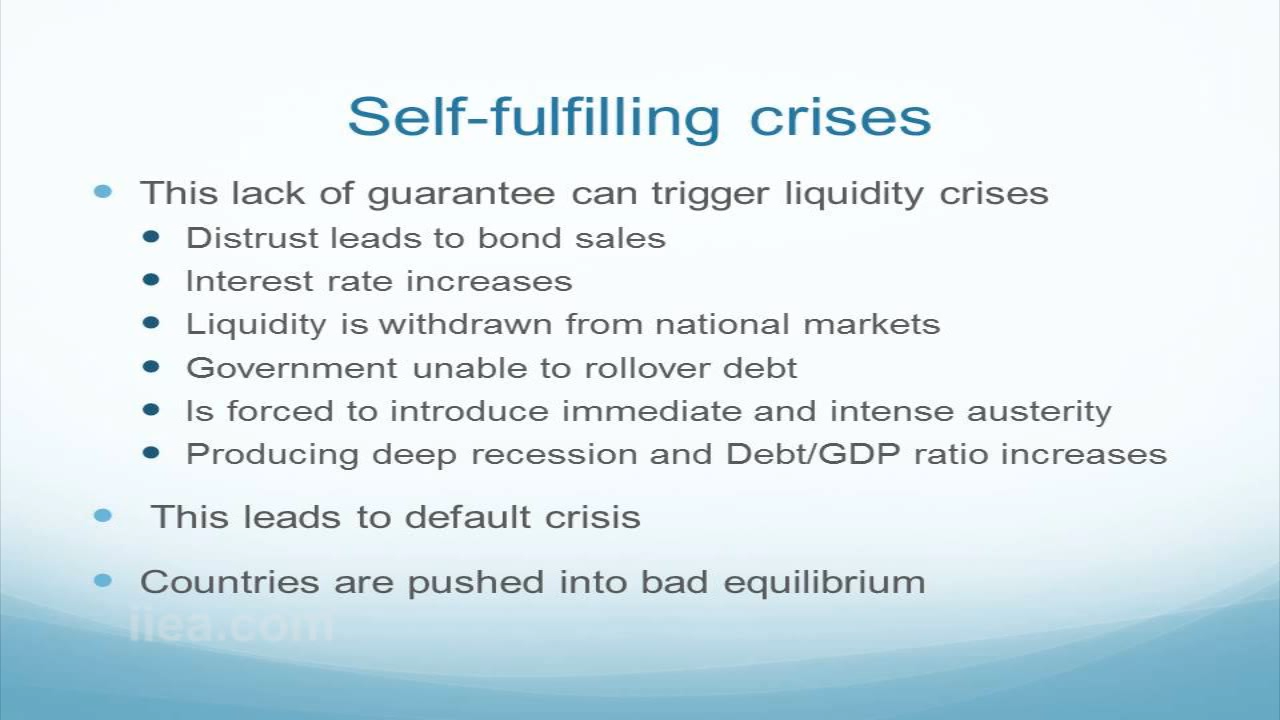 Self-fulfilling crises
This lack of guarantee can trigger liquidity crises
Distrust leads to bond sales
Interest rate increases
Liquidity is withdrawn from national markets
Government unable to rollover debt
Is forced to introduce immediate and intense austerity
Producing deep recession and Debt/GDP ratio increases
This leads to default crisis
Countries are pushed into bad equilibrium
iiea.com